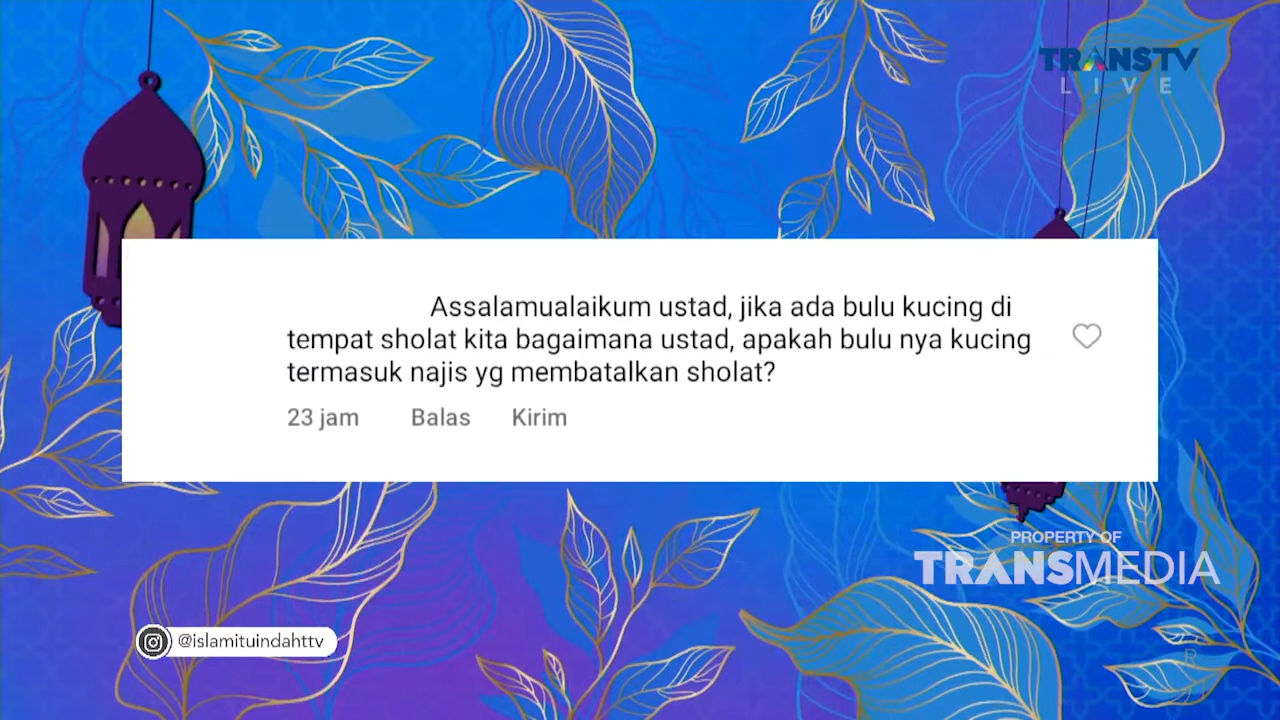 TRANSTV
LIVE
Assalamualaikum ustad, jika ada bulu kucing di
tempat sholat kita bagaimana ustad, apakah bulu nya kucing
termasuk najis yg membatalkan sholat?
23 jam Balas Kirim
PROPERTY OF
TRANSMEDIA
@islamituindahttv